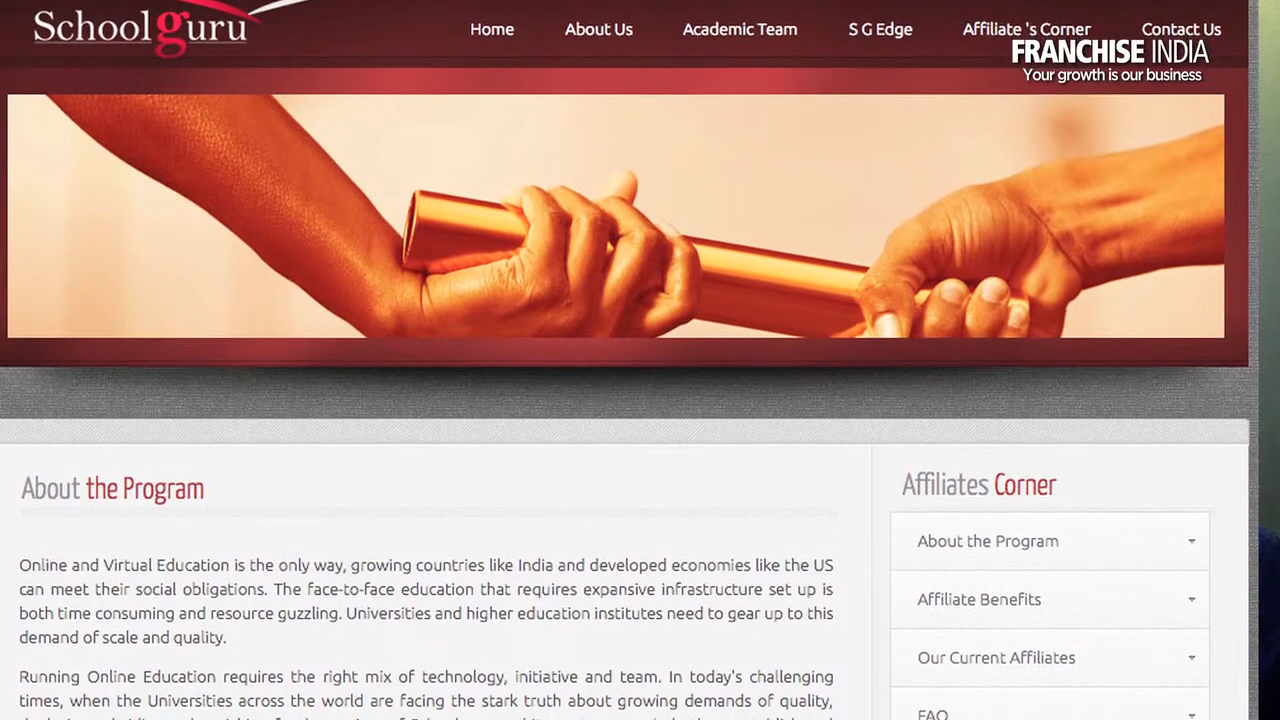 Schoolguru
Home About Us Academic Team S G Edge Affiliate 's Corner Contact Us
FRANCHISE INDIA
Your growth is our business
About the Program
Online and Virtual Education is the only way, growing countries like India and developed economies like the US
can meet their social obligations. The face-to-face education that requires expansive infrastructure set up is
both time consuming and resource guzzling. Universities and higher education institutes need to gear up to this
demand of scale and quality.
Running Online Education requires the right mix of technology, initiative and team. In today's challenging
times, when the Universities across the world are facing the stark truth about growing demands of quality,
Affiliates Corner
About the Program
Affiliate Benefits
Our Current Affiliates
FAQ